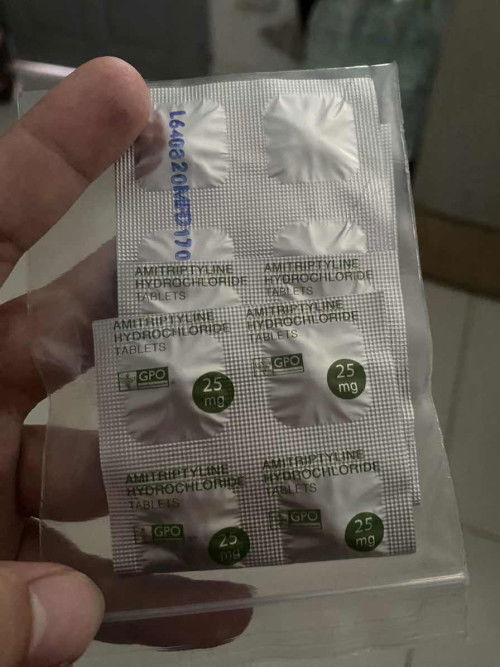 AMITRIPTYLINE
HYDROCHLORIDE
TABLETS
AMITRIPTYLINE
HYDROCHLORIDE
TABLETS
AMITRIPTYLINE
HYDROCHLORIDE
TABLETS
GPO
25
mg
AMITRIPTYLINE
HYDROCHLORIDE
TABLETS
GPO
25
mg
AMITRIPTYLINE
HYDROCHLORIDE
TABLETS
GPO
25
mg
AMITRIPTYLINE
HYDROCHLORIDE
TABLETS
GPO
25
mg